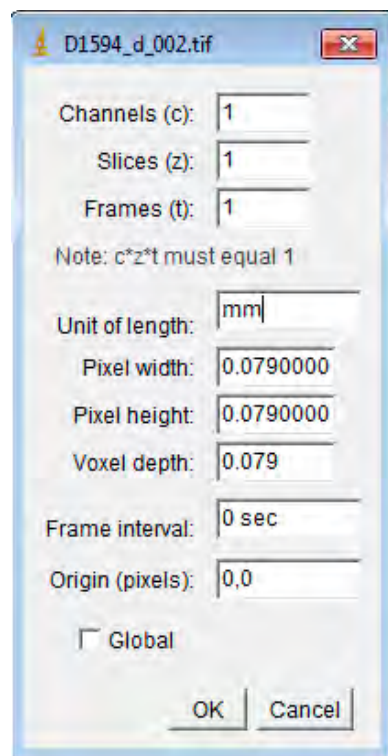 D1594_d_002.tif
Channels (c): 1
Slices (z): 1
Frames (t): 1
Note: c*z*t must equal 1
Unit of length: mm
Pixel width: 0.0790000
Pixel height: 0.0790000
Voxel depth: 0.079
Frame interval: 0 sec
Origin (pixels): 0,0
Global
OK Cancel